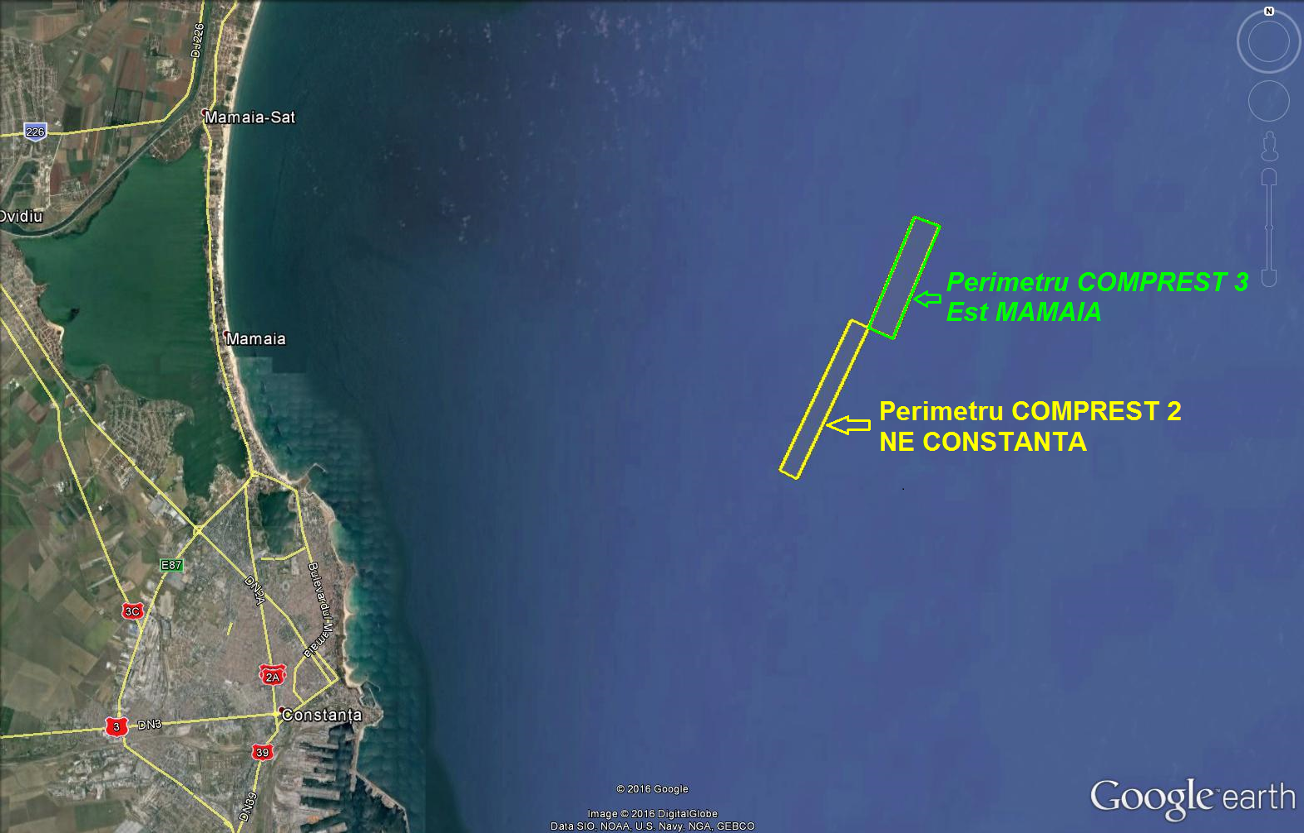 N
DJ226
Mamaia-Sat
226
Ovidiu
Perimetru COMPREST 3
Est MAMAIA
Mamaia
Perimetru COMPREST 2
NE CONSTANTA
E87
DN2A
Bulevardul Mamaia
3C
2A
Constanța
3
DN3
39
DN39
© 2016 Google
Image © 2016 DigitalGlobe
Data SIO, NOAA, U.S. Navy, NGA, GEBCO
Google earth